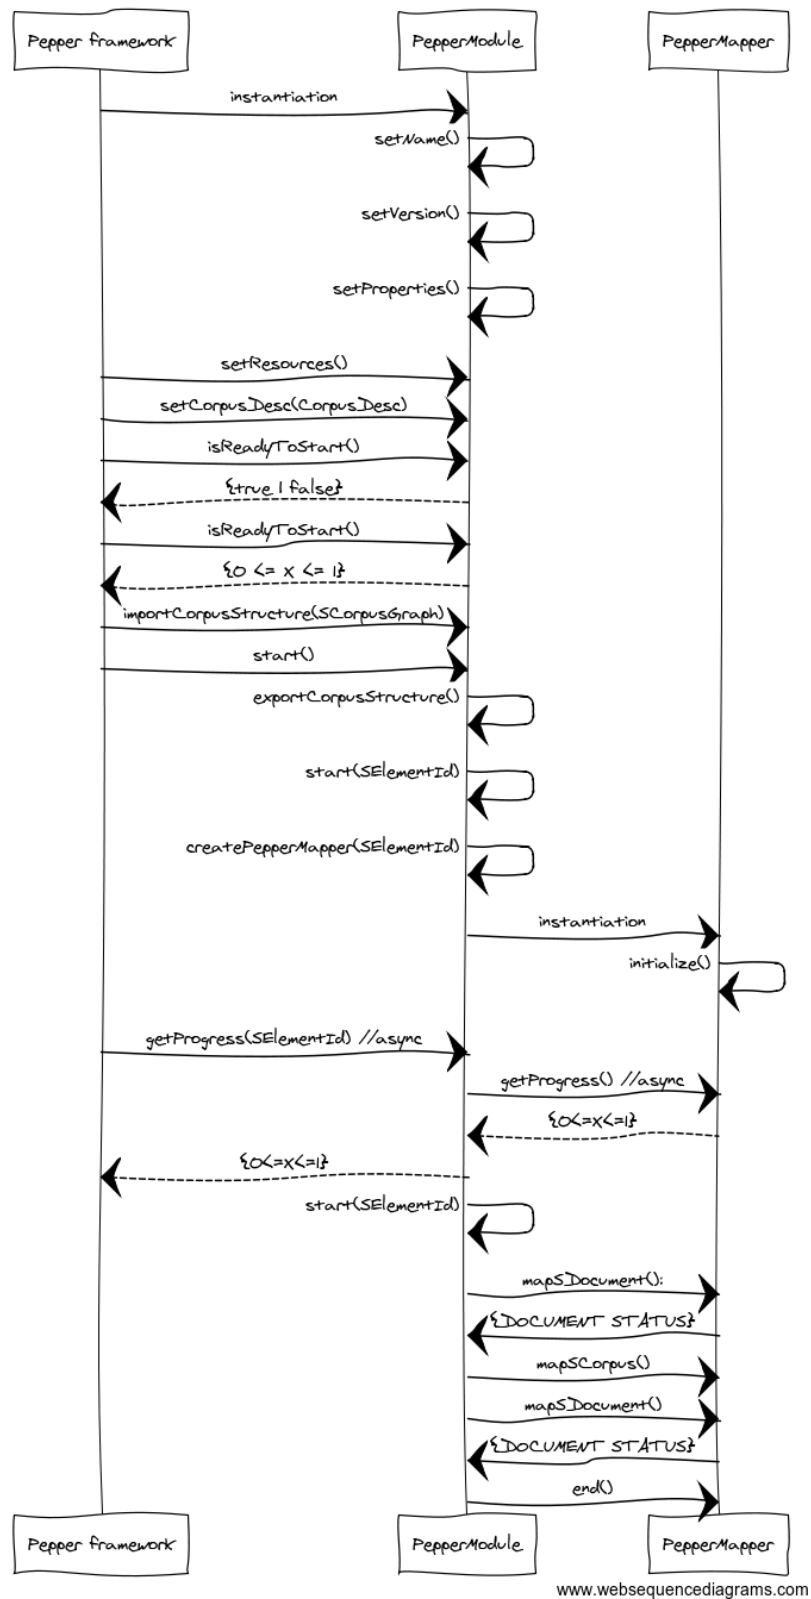 Pepper framework
PepperModule
PepperMapper
instantiation
setName()
setVersion()
setProperties()
setResources()
setCorpusDesc(CorpusDesc)
isReadyToStart()
{true | false}
isReadyToStart()
{0 <= x <= 1}
importCorpusStructure(SCorpusGraph)
start()
exportCorpusStructure()
start(SElementId)
createPepperMapper(SElementId)
instantiation
initialize()
getProgress(SElementId) //async
getProgress() //async
{0<=x<=1}
{0<=x<=1}
start(SElementId)
mapSDocument():
{DOCUMENT STATUS}
mapSCorpus()
mapSDocument()
{DOCUMENT STATUS}
end()
Pepper framework
PepperModule
PepperMapper
www.websequencediagrams.com